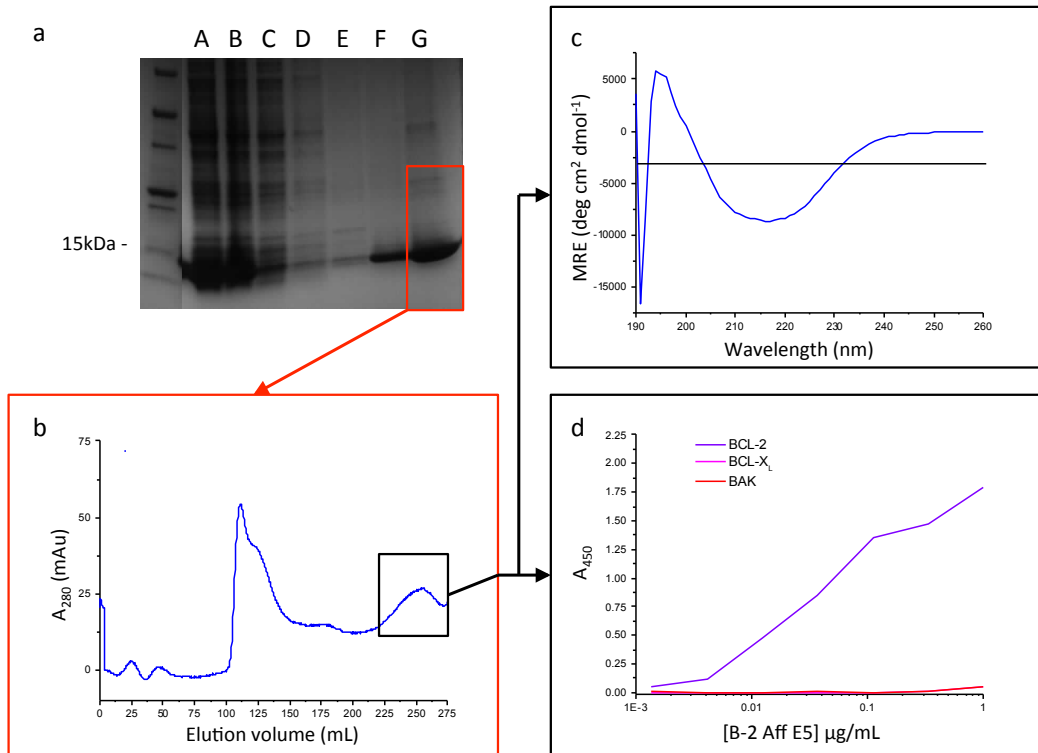 a
A B C D E F G
15kDa -
b
75
50
25
0
A₂₈₀ (mAu)
0 25 50 75 100 125 150 175 200 225 250 275
Elution volume (mL)
c
5000
0
-5000
-10000
-15000
MRE (deg cm² dmol⁻¹)
190 200 210 220 230 240 250 260
Wavelength (nm)
d
2.25
2.00
1.75
1.50
1.25
1.00
0.75
0.50
0.25
0.00
A₄₅₀
BCL-2
BCL-X_L
BAK
1E-3 0.01 0.1 1
[B-2 Aff E5] µg/mL